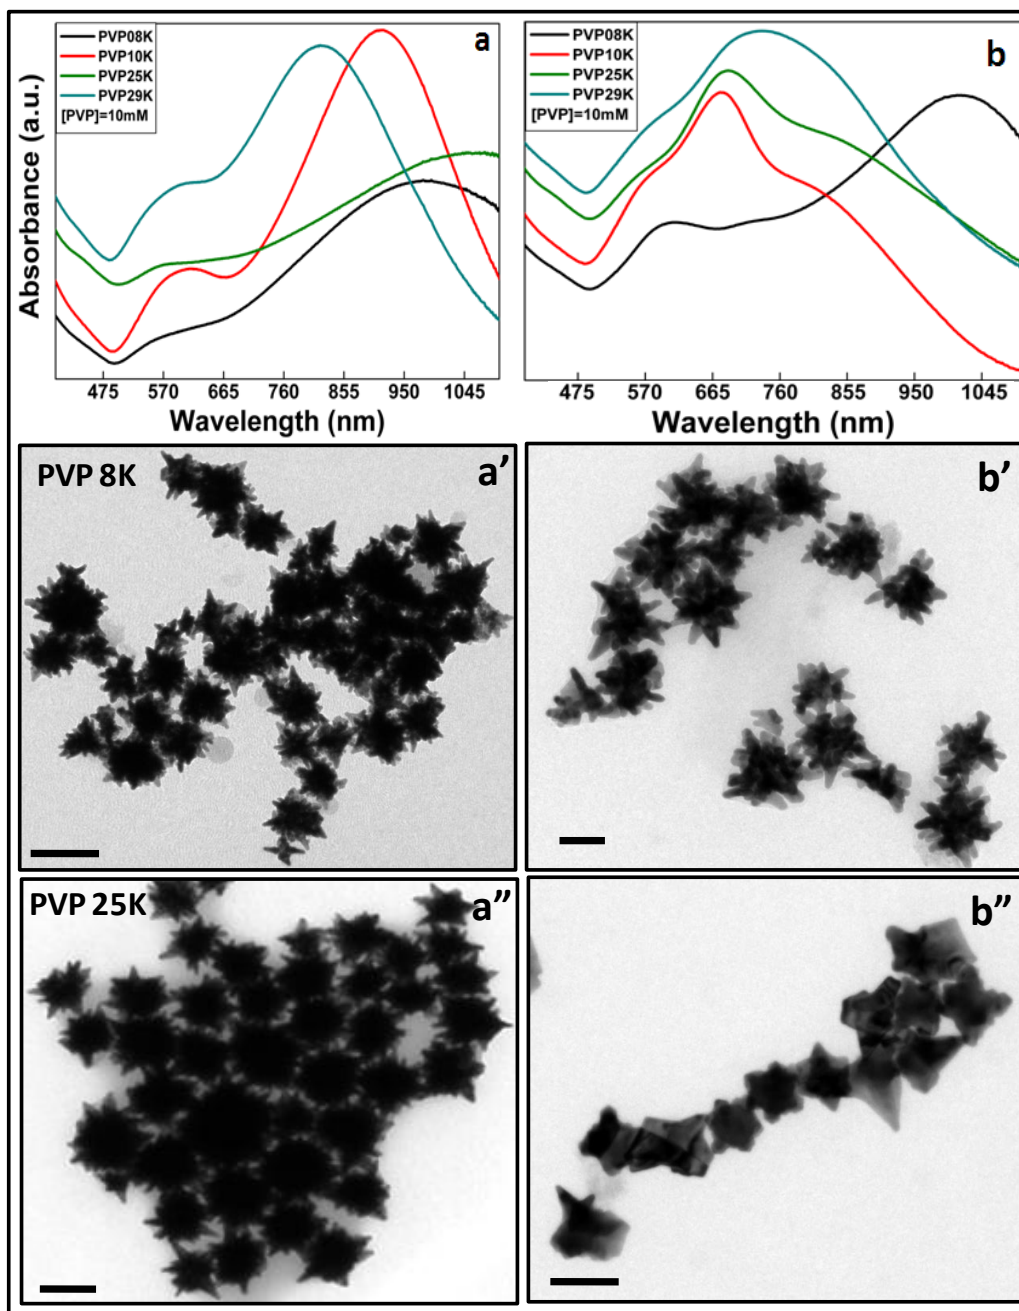 PVP08K
PVP10K
PVP25K
PVP29K
[PVP]=10mM
a
Absorbance (a.u.)
475 570 665 760 855 950 1045
Wavelength (nm)
PVP08K
PVP10K
PVP25K
PVP29K
[PVP]=10mM
b
475 570 665 760 855 950 1045
Wavelength (nm)
PVP 8K
a’
b’
PVP 25K
a”
b”